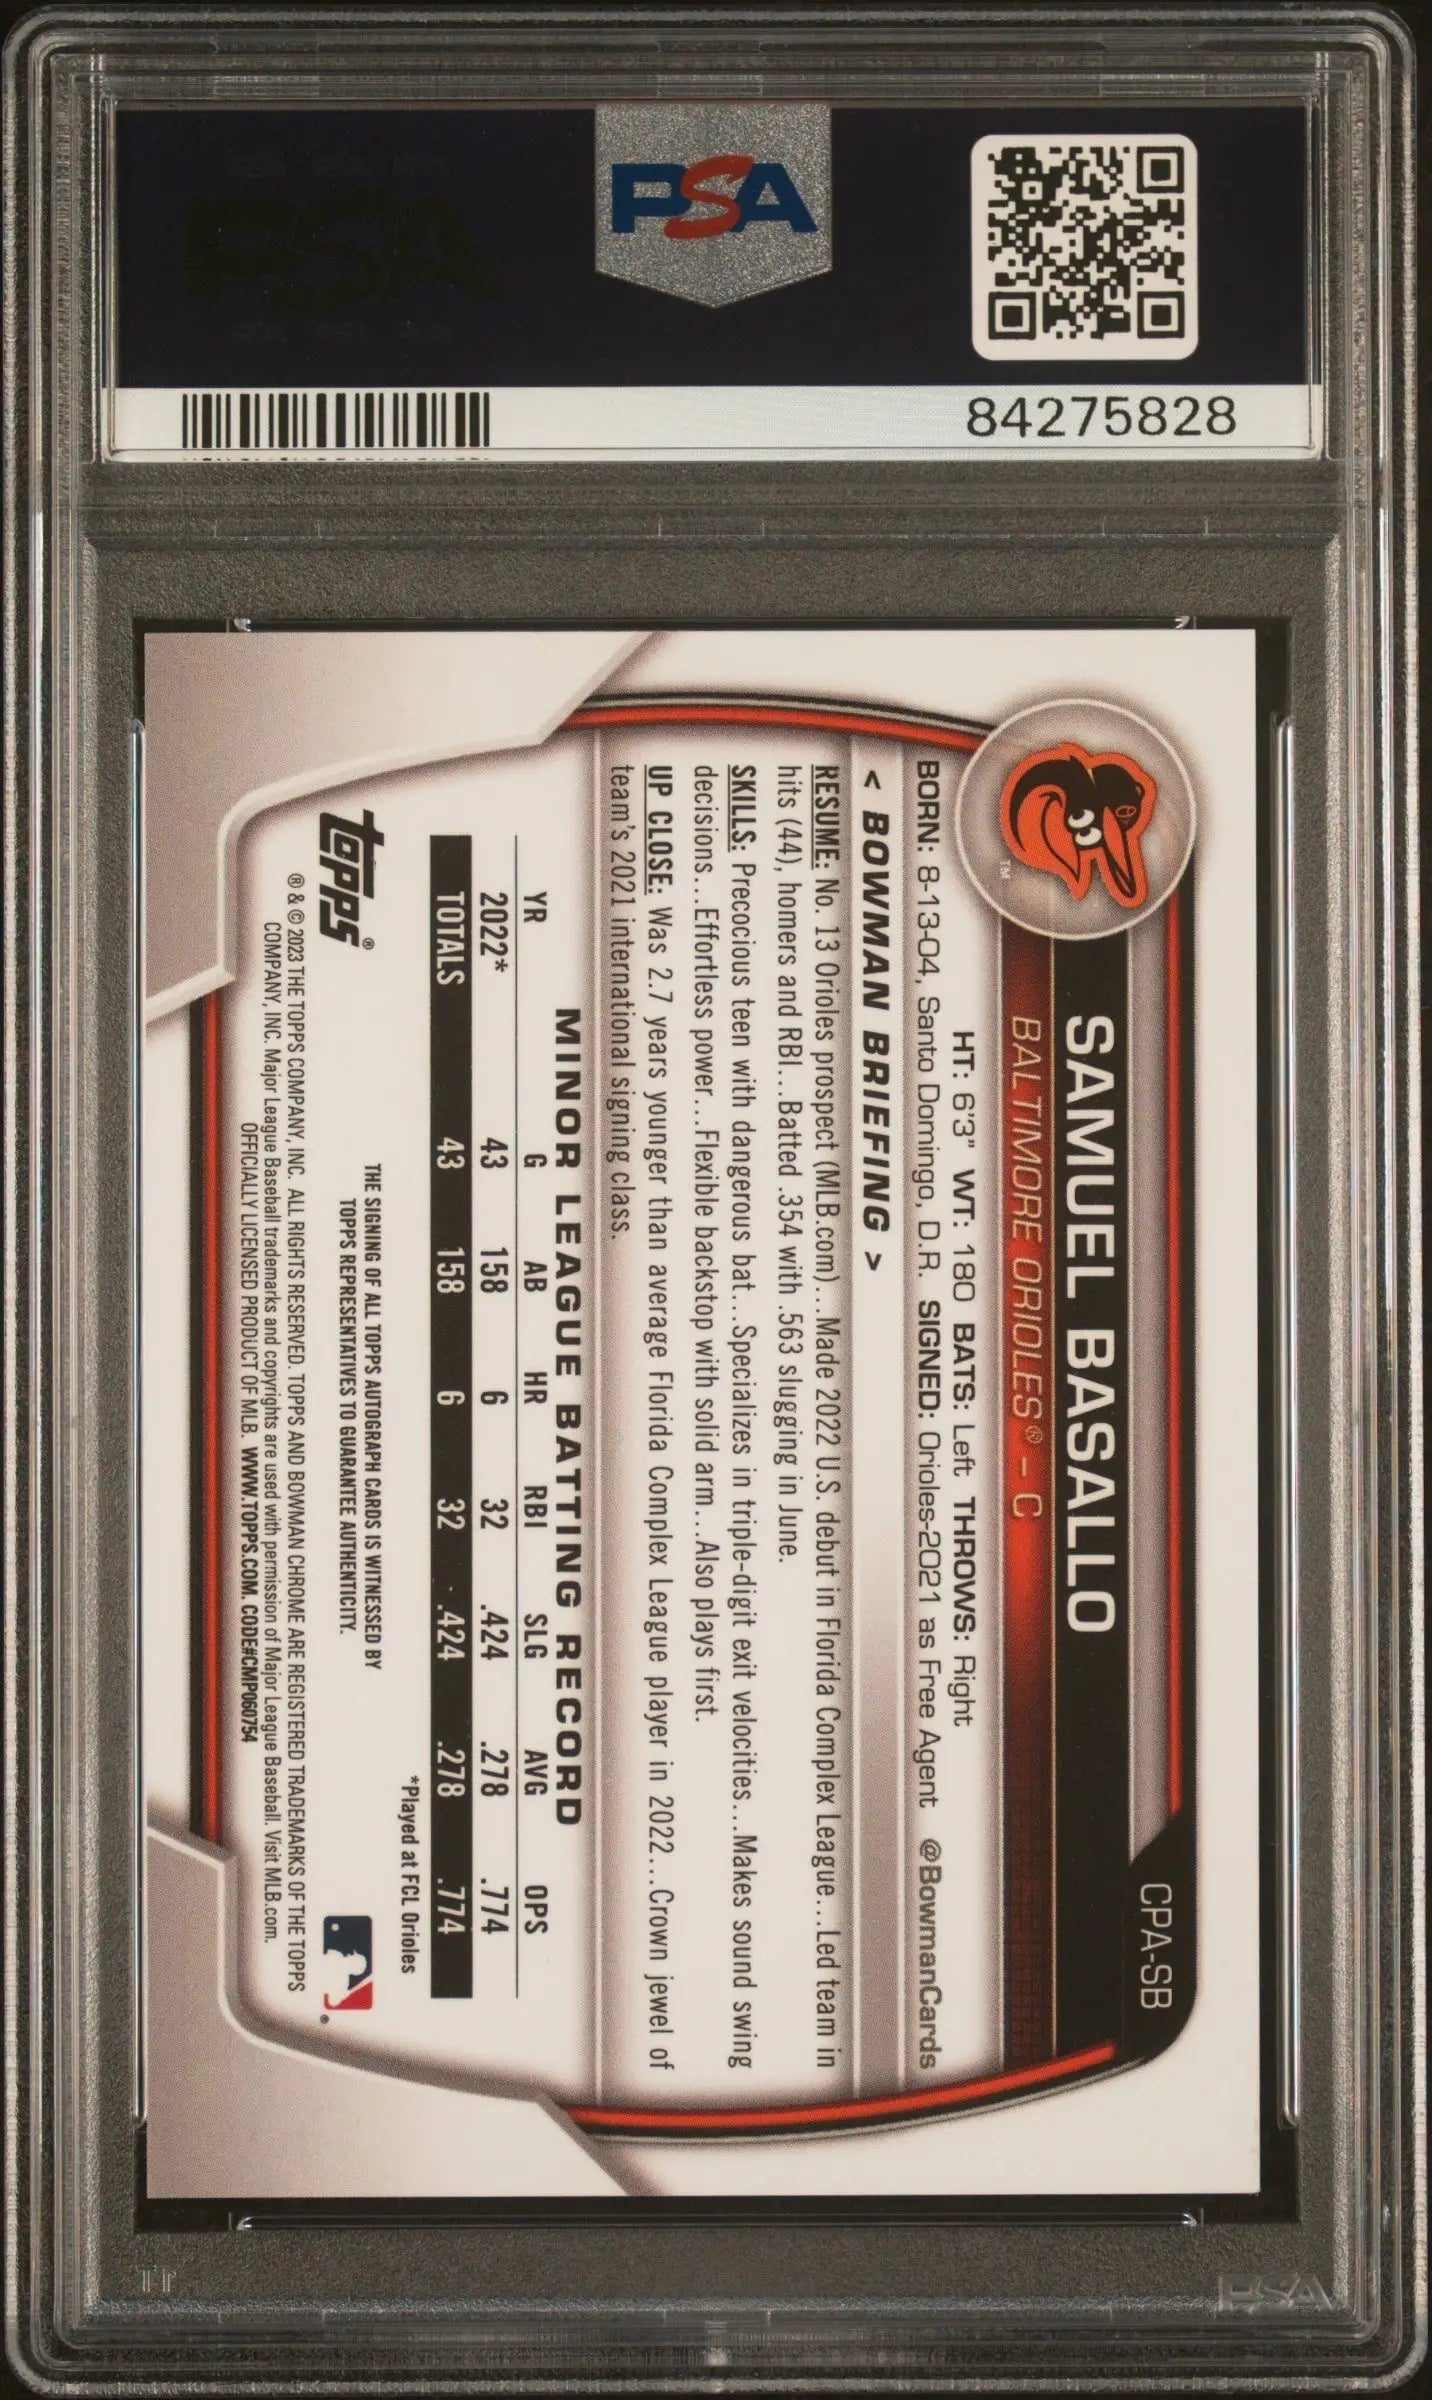 PSA
84275828
CPA-SB
SAMUEL BASALLO
BALTIMORE ORIOLES® - C
HT: 6'3" WT: 180 BATS: Left THROWS: Right
BORN: 8-13-04, Santo Domingo, D.R. SIGNED: Orioles-2021 as Free Agent @BowmanCards
< BOWMAN BRIEFING >
RESUME: No. 13 Orioles prospect (MLB.com)...Made 2022 U.S. debut in Florida Complex League...Led team in
hits (44), homers and RBI...Batted .354 with .563 slugging in June.
SKILLS: Precocious teen with dangerous bat...Specializes in triple-digit exit velocities...Makes sound swing
decisions...Effortless power...Flexible backstop with solid arm...Also plays first.
UP CLOSE: Was 2.7 years younger than average Florida Complex League player in 2022...Crown jewel of
team's 2021 international signing class.
MINOR LEAGUE BATTING RECORD
YR G AB HR RBI SLG AVG OPS
2022* 43 158 6 32 .424 .278 .774
TOTALS 43 158 6 32 .424 .278 .774
*Played at FCL Orioles
THE SIGNING OF ALL TOPPS AUTOGRAPH CARDS IS WITNESSED BY
TOPPS REPRESENTATIVES TO GUARANTEE AUTHENTICITY.
topps®
® & © 2023 THE TOPPS COMPANY, INC. ALL RIGHTS RESERVED. TOPPS AND BOWMAN CHROME ARE REGISTERED TRADEMARKS OF THE TOPPS
COMPANY, INC. Major League Baseball trademarks and copyrights are used with permission of Major League Baseball. Visit MLB.com.
OFFICIALLY LICENSED PRODUCT OF MLB. WWW.TOPPS.COM. CODE#CMP060754
PSA